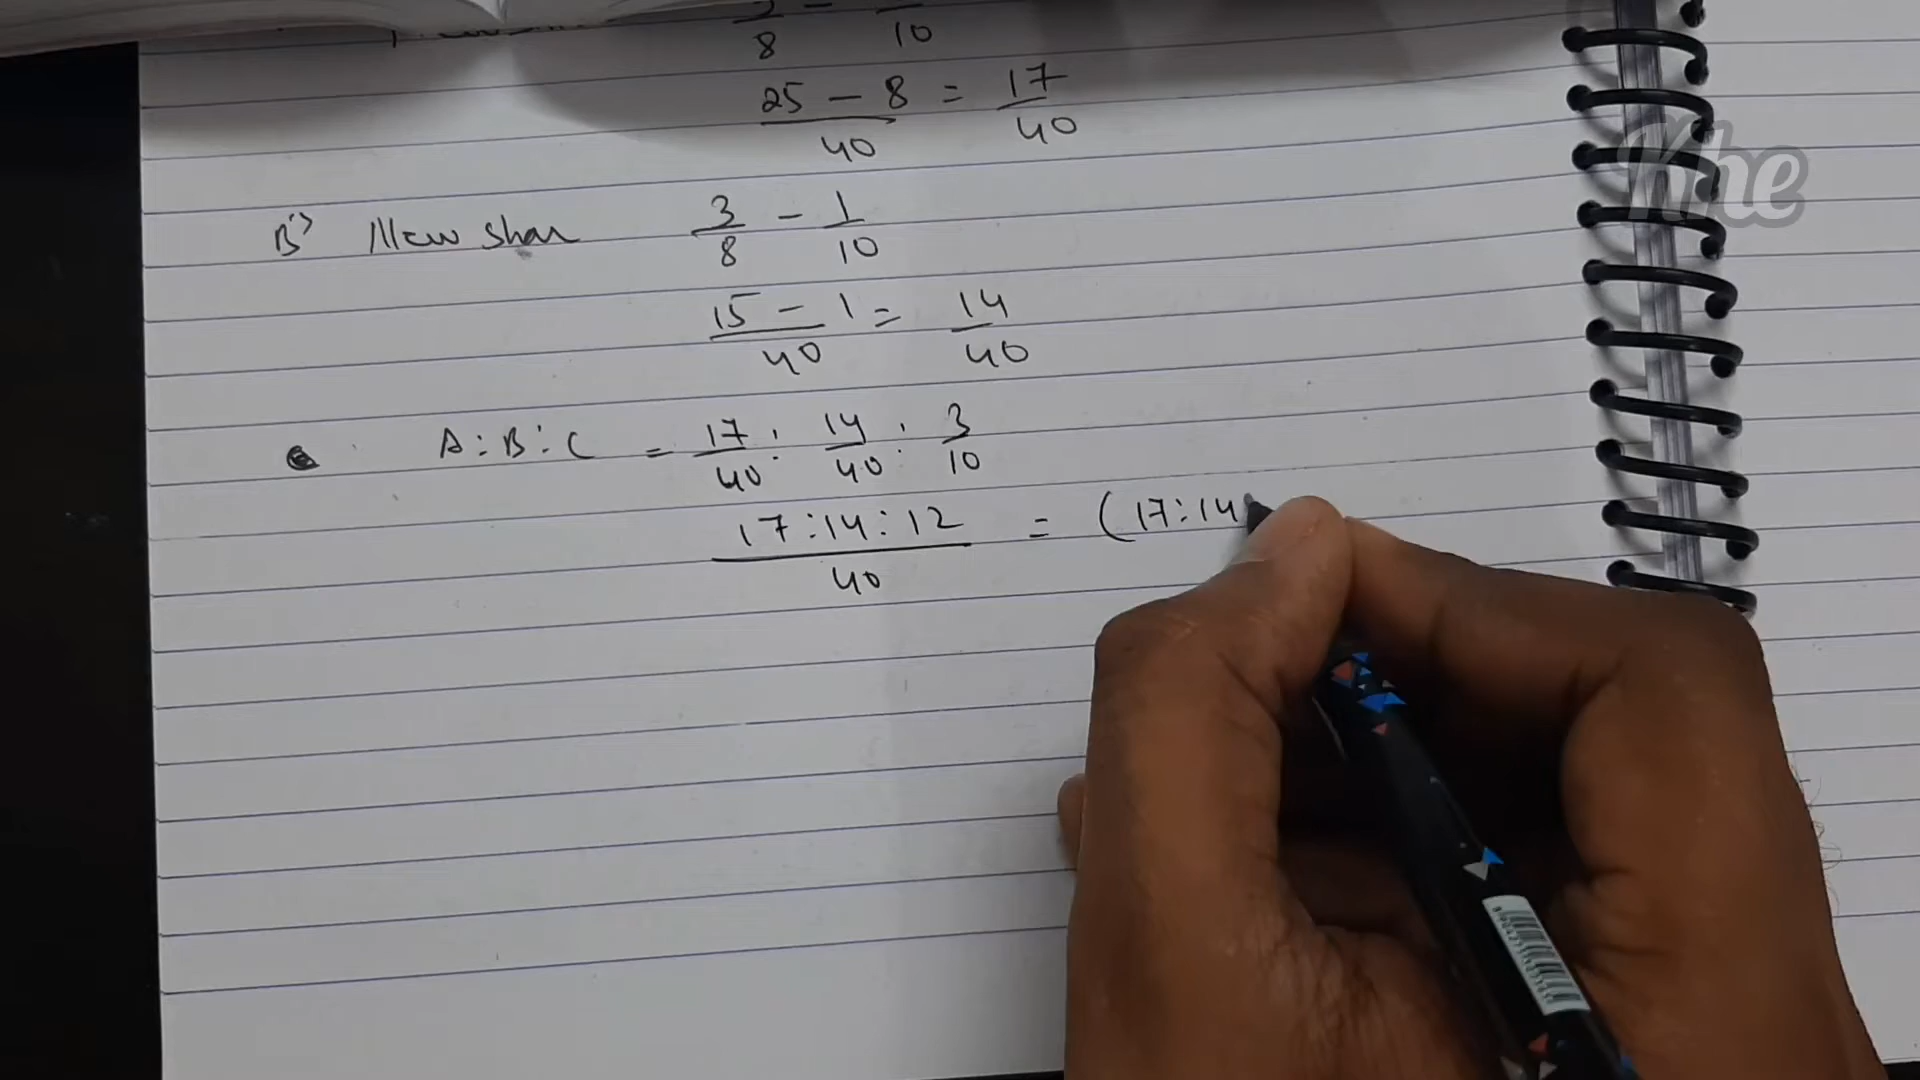 8 10
25 - 8 = 17
40 40
B's New Shar 3 - 1
8 10
15 - 1 = 14
40 40
A : B : C = 17 : 14 : 3
40 40 10
17 : 14 : 12 = ( 17 : 14
40
Khe